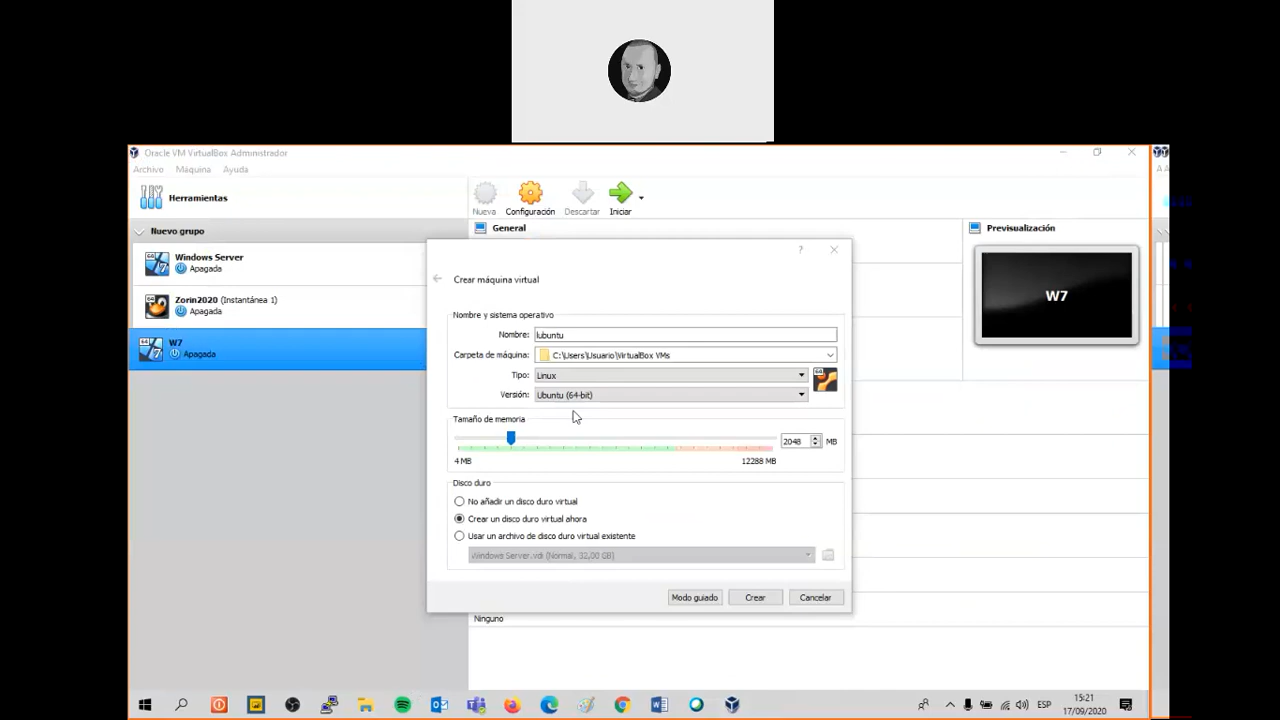 Oracle VM VirtualBox Administrador
Archivo Máquina Ayuda
Herramientas
Nueva Configuración Descartar Iniciar
Nuevo grupo
General
Previsualización
Windows Server
Apagada
Zorin2020 (Instantánea 1)
Apagada
W7
Apagada
W7
Crear máquina virtual
Nombre y sistema operativo
Nombre: lubuntu
Carpeta de máquina: C:\Users\Usuario\VirtualBox VMs
Tipo: Linux
Versión: Ubuntu (64-bit)
Tamaño de memoria
2048 MB
4 MB 12288 MB
Disco duro
No añadir un disco duro virtual
Crear un disco duro virtual ahora
Usar un archivo de disco duro virtual existente
Windows Server.vdi (Normal, 32,00 GB)
Modo guiado Crear Cancelar
Ninguno
ESP
15:21
17/09/2020